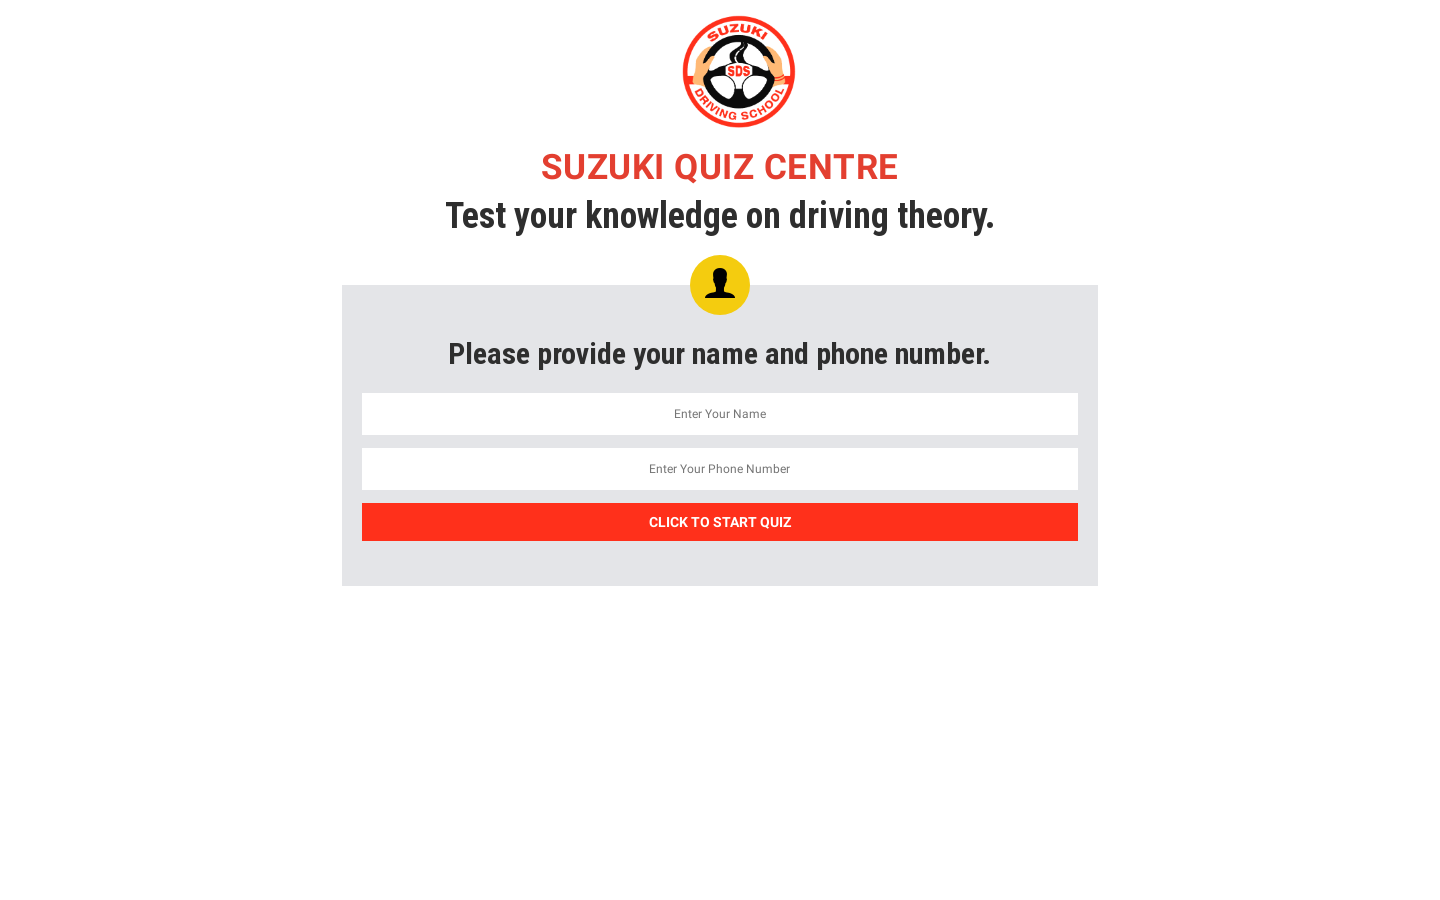 SUZUKI
SDS
DRIVING SCHOOL
SUZUKI QUIZ CENTRE
Test your knowledge on driving theory.
Please provide your name and phone number.
Enter Your Name
Enter Your Phone Number
CLICK TO START QUIZ